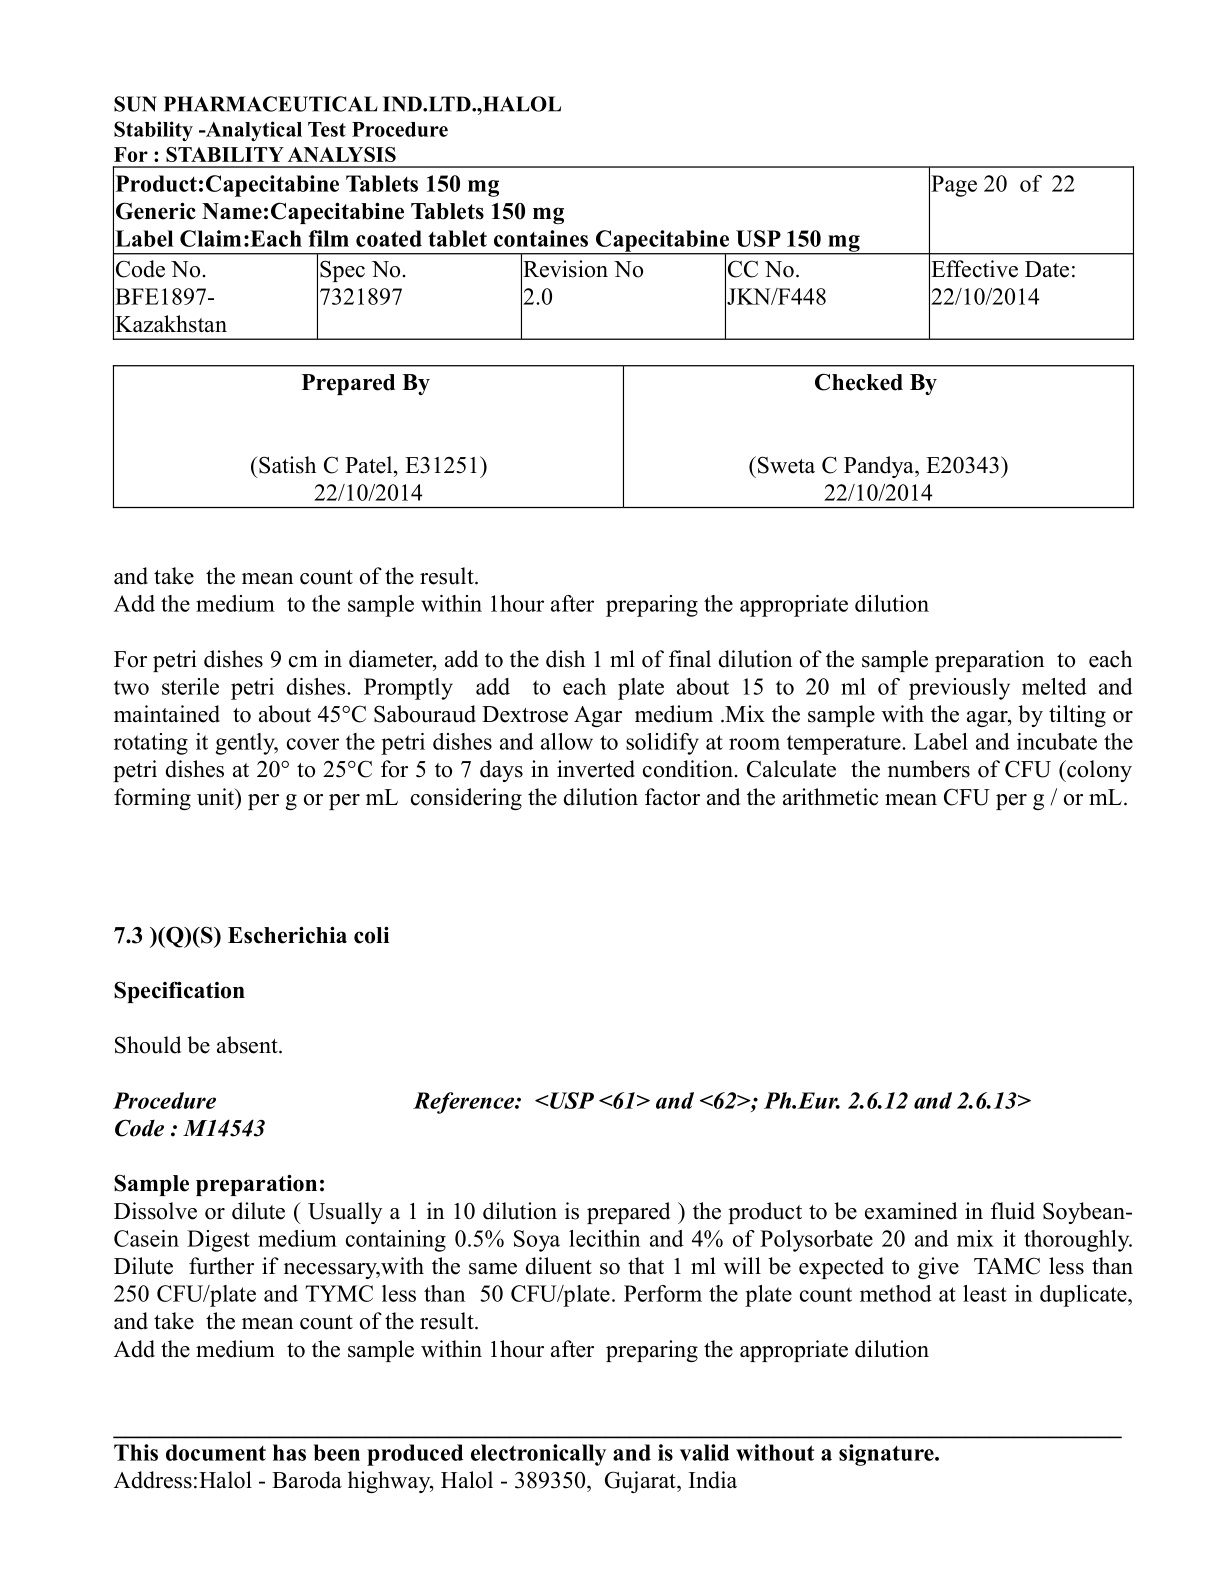 SUN PHARMACEUTICAL IND.LTD.,HALOL
Stability -Analytical Test Procedure
For : STABILITY ANALYSIS
Product:Capecitabine Tablets 150 mg
Generic Name:Capecitabine Tablets 150 mg
Label Claim:Each film coated tablet containes Capecitabine USP 150 mg
Page 20 of 22
Code No.
BFE1897-
Kazakhstan
Spec No.
7321897
Revision No
2.0
CC No.
JKN/F448
Effective Date:
22/10/2014
Prepared By
(Satish C Patel, E31251)
22/10/2014
Checked By
(Sweta C Pandya, E20343)
22/10/2014
and take the mean count of the result.
Add the medium to the sample within 1hour after preparing the appropriate dilution
For petri dishes 9 cm in diameter, add to the dish 1 ml of final dilution of the sample preparation to each
two sterile petri dishes. Promptly add to each plate about 15 to 20 ml of previously melted and
maintained to about 45°C Sabouraud Dextrose Agar medium .Mix the sample with the agar, by tilting or
rotating it gently, cover the petri dishes and allow to solidify at room temperature. Label and incubate the
petri dishes at 20° to 25°C for 5 to 7 days in inverted condition. Calculate the numbers of CFU (colony
forming unit) per g or per mL considering the dilution factor and the arithmetic mean CFU per g / or mL.
7.3 )(Q)(S) Escherichia coli
Specification
Should be absent.
Procedure Reference: <USP <61> and <62>; Ph.Eur. 2.6.12 and 2.6.13>
Code : M14543
Sample preparation:
Dissolve or dilute ( Usually a 1 in 10 dilution is prepared ) the product to be examined in fluid Soybean-
Casein Digest medium containing 0.5% Soya lecithin and 4% of Polysorbate 20 and mix it thoroughly.
Dilute further if necessary,with the same diluent so that 1 ml will be expected to give TAMC less than
250 CFU/plate and TYMC less than 50 CFU/plate. Perform the plate count method at least in duplicate,
and take the mean count of the result.
Add the medium to the sample within 1hour after preparing the appropriate dilution
This document has been produced electronically and is valid without a signature.
Address:Halol - Baroda highway, Halol - 389350, Gujarat, India